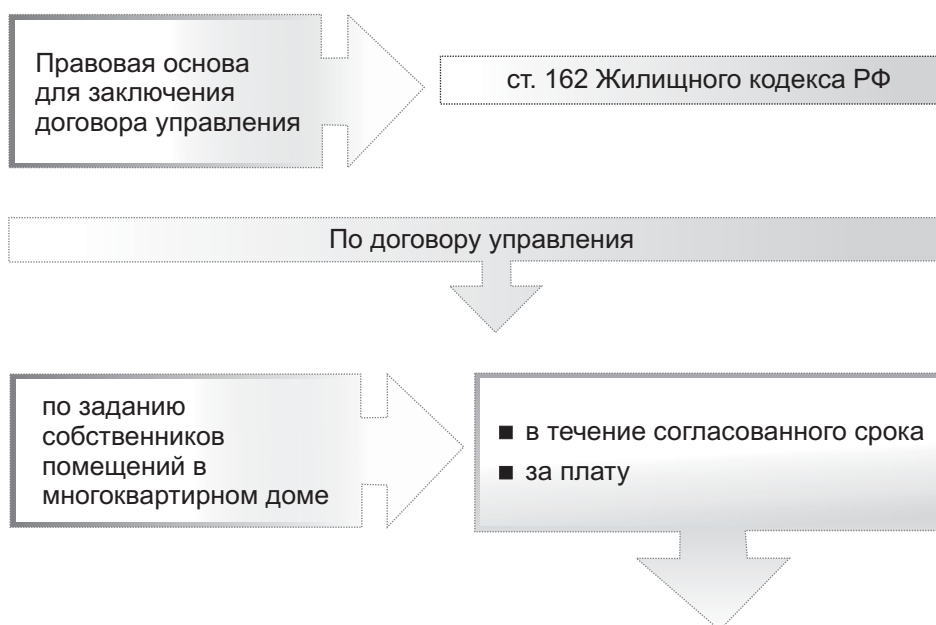 Правовая основа
для заключения
договора управления
ст. 162 Жилищного кодекса РФ
По договору управления
по заданию
собственников
помещений в
многоквартирном доме
■ в течение согласованного срока
■ за плату